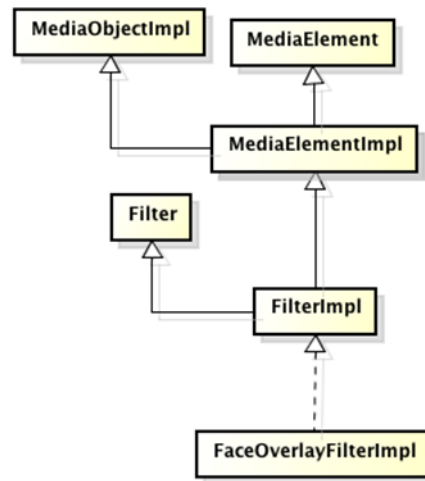 MediaObjectImpl
MediaElement
MediaElementImpl
Filter
FilterImpl
FaceOverlayFilterImpl